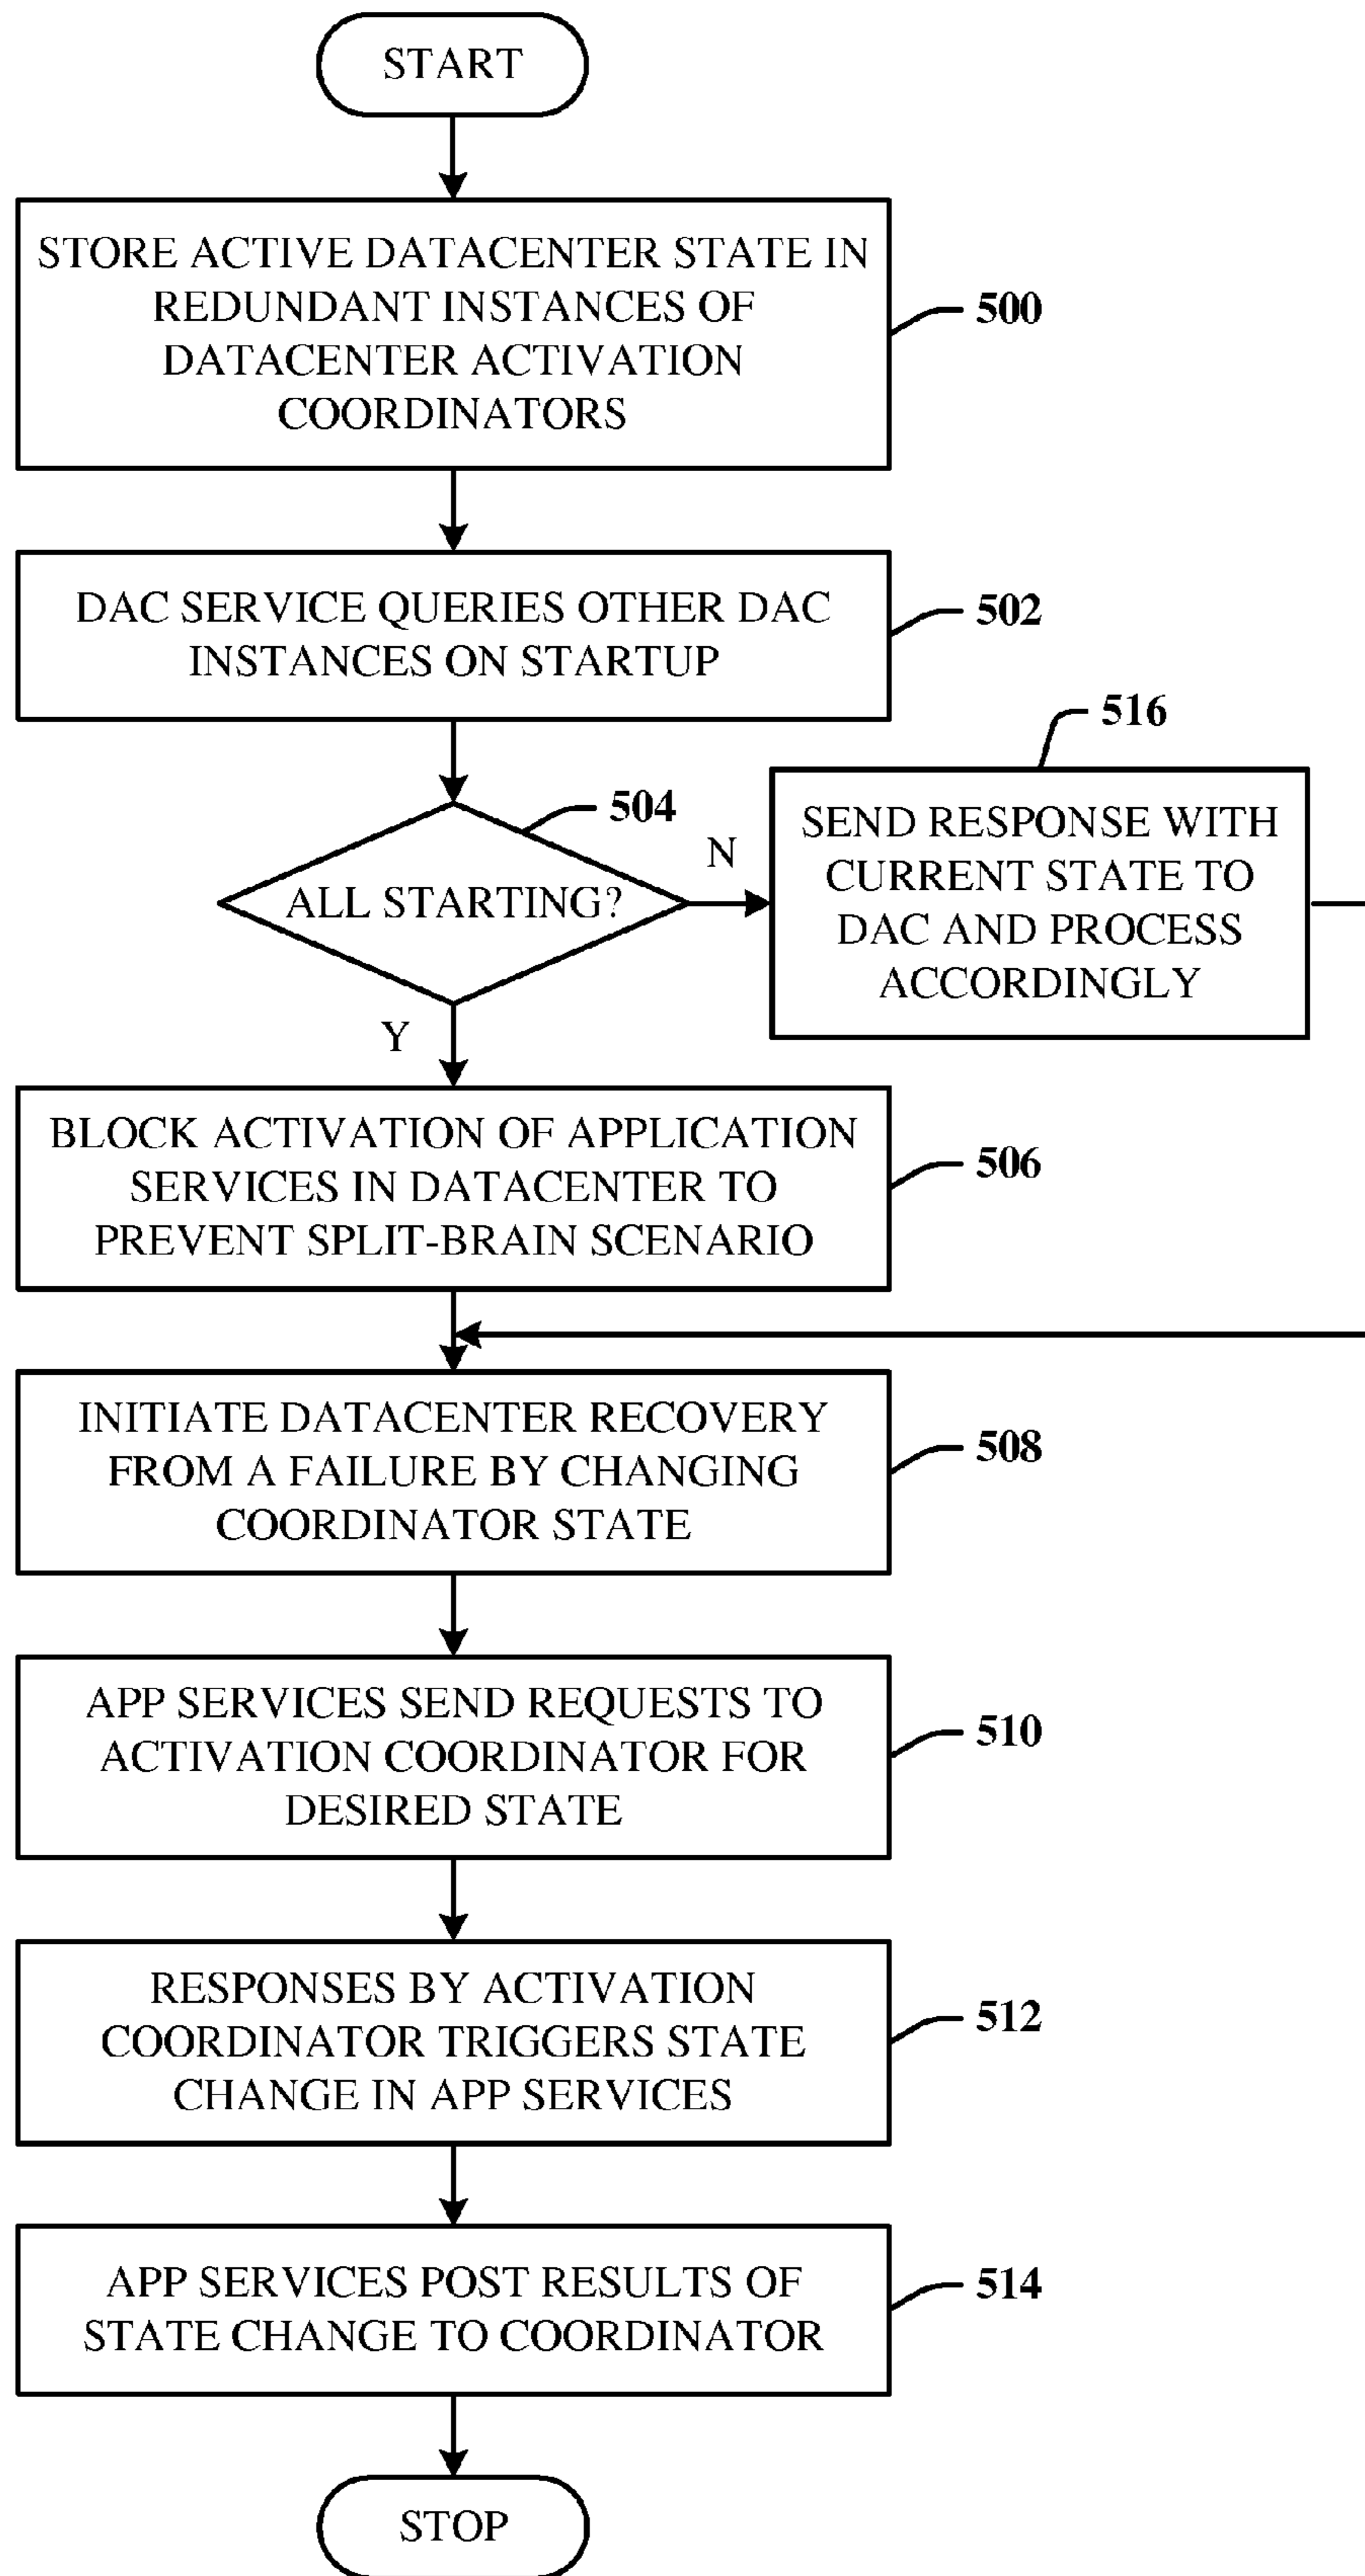 START
STORE ACTIVE DATACENTER STATE IN
REDUNDANT INSTANCES OF
DATACENTER ACTIVATION
COORDINATORS
500
DAC SERVICE QUERIES OTHER DAC
INSTANCES ON STARTUP
502
516
504
ALL STARTING?
N
SEND RESPONSE WITH
CURRENT STATE TO
DAC AND PROCESS
ACCORDINGLY
Y
BLOCK ACTIVATION OF APPLICATION
SERVICES IN DATACENTER TO
PREVENT SPLIT-BRAIN SCENARIO
506
INITIATE DATACENTER RECOVERY
FROM A FAILURE BY CHANGING
COORDINATOR STATE
508
APP SERVICES SEND REQUESTS TO
ACTIVATION COORDINATOR FOR
DESIRED STATE
510
RESPONSES BY ACTIVATION
COORDINATOR TRIGGERS STATE
CHANGE IN APP SERVICES
512
APP SERVICES POST RESULTS OF
STATE CHANGE TO COORDINATOR
514
STOP